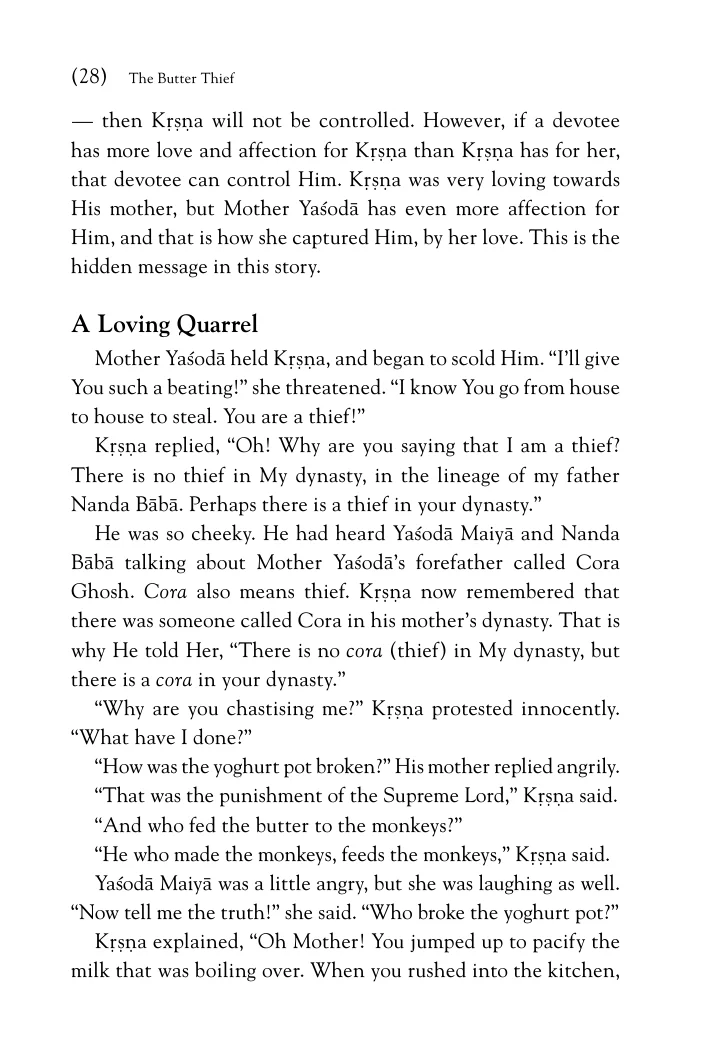 (28) The Butter Thief
— then Kṛṣṇa will not be controlled. However, if a devotee
has more love and affection for Kṛṣṇa than Kṛṣṇa has for her,
that devotee can control Him. Kṛṣṇa was very loving towards
His mother, but Mother Yaśodā has even more affection for
Him, and that is how she captured Him, by her love. This is the
hidden message in this story.
A Loving Quarrel
Mother Yaśodā held Kṛṣṇa, and began to scold Him. “I’ll give
You such a beating!” she threatened. “I know You go from house
to house to steal. You are a thief!”
Kṛṣṇa replied, “Oh! Why are you saying that I am a thief?
There is no thief in My dynasty, in the lineage of my father
Nanda Bābā. Perhaps there is a thief in your dynasty.”
He was so cheeky. He had heard Yaśodā Maiyā and Nanda
Bābā talking about Mother Yaśodā’s forefather called Cora
Ghosh. Cora also means thief. Kṛṣṇa now remembered that
there was someone called Cora in his mother’s dynasty. That is
why He told Her, “There is no cora (thief) in My dynasty, but
there is a cora in your dynasty.”
“Why are you chastising me?” Kṛṣṇa protested innocently.
“What have I done?”
“How was the yoghurt pot broken?” His mother replied angrily.
“That was the punishment of the Supreme Lord,” Kṛṣṇa said.
“And who fed the butter to the monkeys?”
“He who made the monkeys, feeds the monkeys,” Kṛṣṇa said.
Yaśodā Maiyā was a little angry, but she was laughing as well.
“Now tell me the truth!” she said. “Who broke the yoghurt pot?”
Kṛṣṇa explained, “Oh Mother! You jumped up to pacify the
milk that was boiling over. When you rushed into the kitchen,